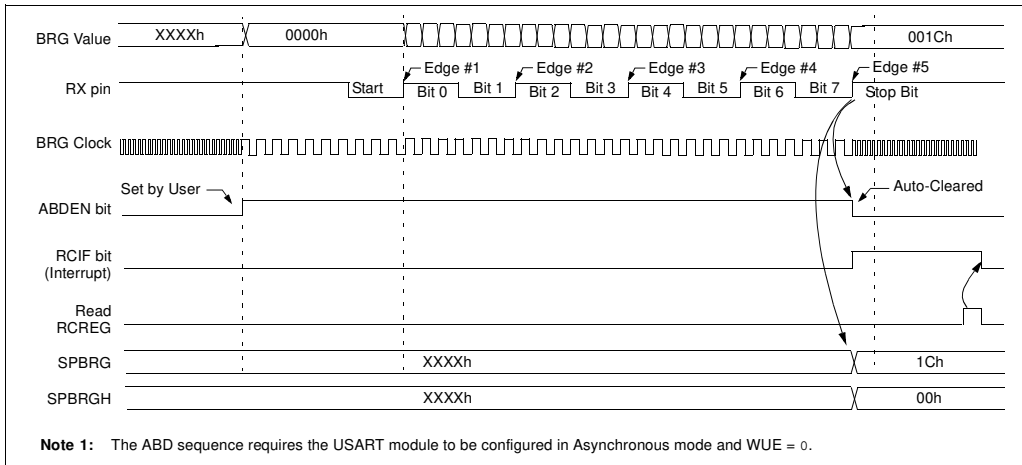 BRG Value XXXXh 0000h 001Ch
Edge #1 Edge #2 Edge #3 Edge #4 Edge #5
RX pin Start Bit 0 Bit 1 Bit 2 Bit 3 Bit 4 Bit 5 Bit 6 Bit 7 Stop Bit
BRG Clock
Set by User Auto-Cleared
ABDEN bit
RCIF bit
(Interrupt)
Read
RCREG
SPBRG XXXXh 1Ch
SPBRGH XXXXh 00h
Note 1: The ABD sequence requires the USART module to be configured in Asynchronous mode and WUE = 0.